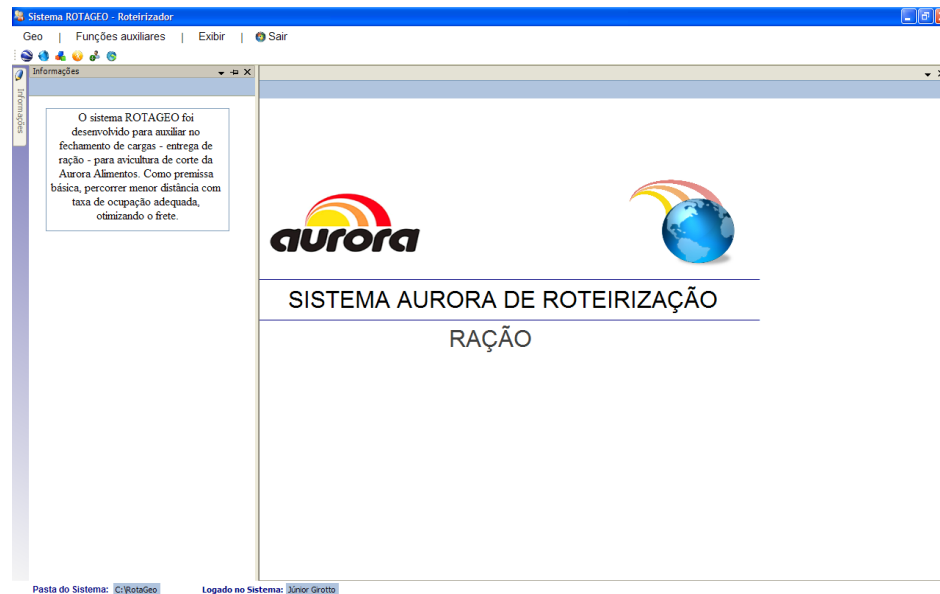 Sistema ROTAGEO - Roteirizador
Geo | Funções auxiliares | Exibir | Sair
Informações
Informações
O sistema ROTAGEO foi
desenvolvido para auxiliar no
fechamento de cargas - entrega de
ração - para avicultura de corte da
Aurora Alimentos. Como premissa
básica, percorrer menor distância com
taxa de ocupação adequada,
otimizando o frete.
aurora
SISTEMA AURORA DE ROTEIRIZAÇÃO
RAÇÃO
Pasta do Sistema: C:\RotaGeo Logado no Sistema: Júnior Girotto